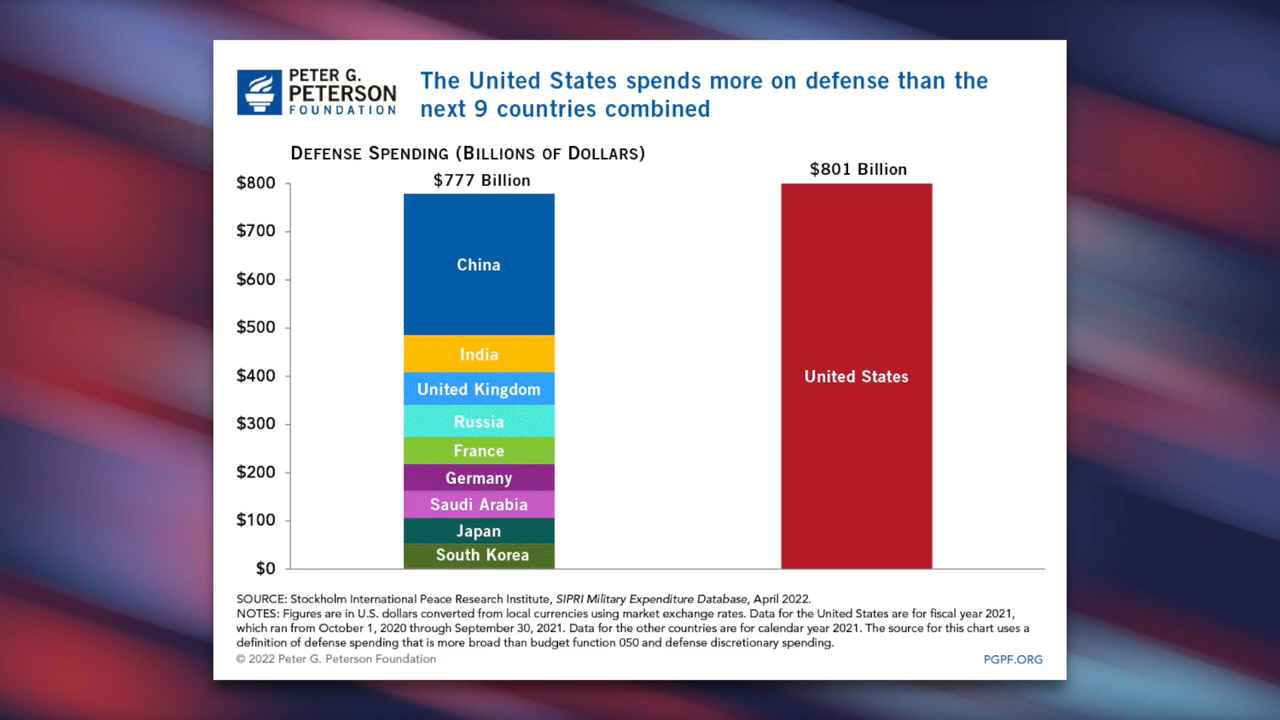 PETER G.
PETERSON
FOUNDATION
The United States spends more on defense than the
next 9 countries combined
DEFENSE SPENDING (BILLIONS OF DOLLARS)
$800
$700
$600
$500
$400
$300
$200
$100
$0
$777 Billion
China
India
United Kingdom
Russia
France
Germany
Saudi Arabia
Japan
South Korea
$801 Billion
United States
SOURCE: Stockholm International Peace Research Institute, SIPRI Military Expenditure Database, April 2022.
NOTES: Figures are in U.S. dollars converted from local currencies using market exchange rates. Data for the United States are for fiscal year 2021,
which ran from October 1, 2020 through September 30, 2021. Data for the other countries are for calendar year 2021. The source for this chart uses a
definition of defense spending that is more broad than budget function 050 and defense discretionary spending.
© 2022 Peter G. Peterson Foundation
PGPF.ORG